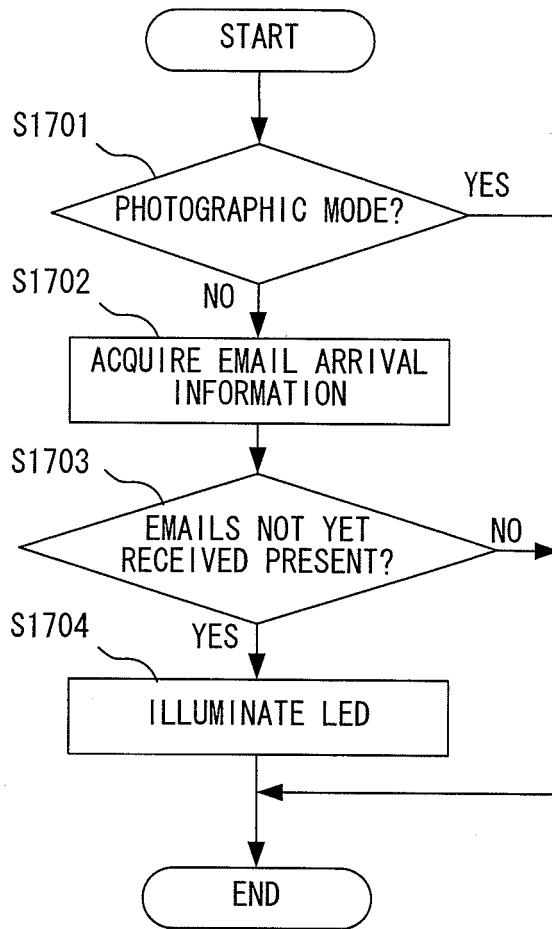 START
S1701
PHOTOGRAPHIC MODE?
YES
S1702
NO
ACQUIRE EMAIL ARRIVAL
INFORMATION
S1703
EMAILS NOT YET
RECEIVED PRESENT?
NO
S1704
YES
ILLUMINATE LED
END